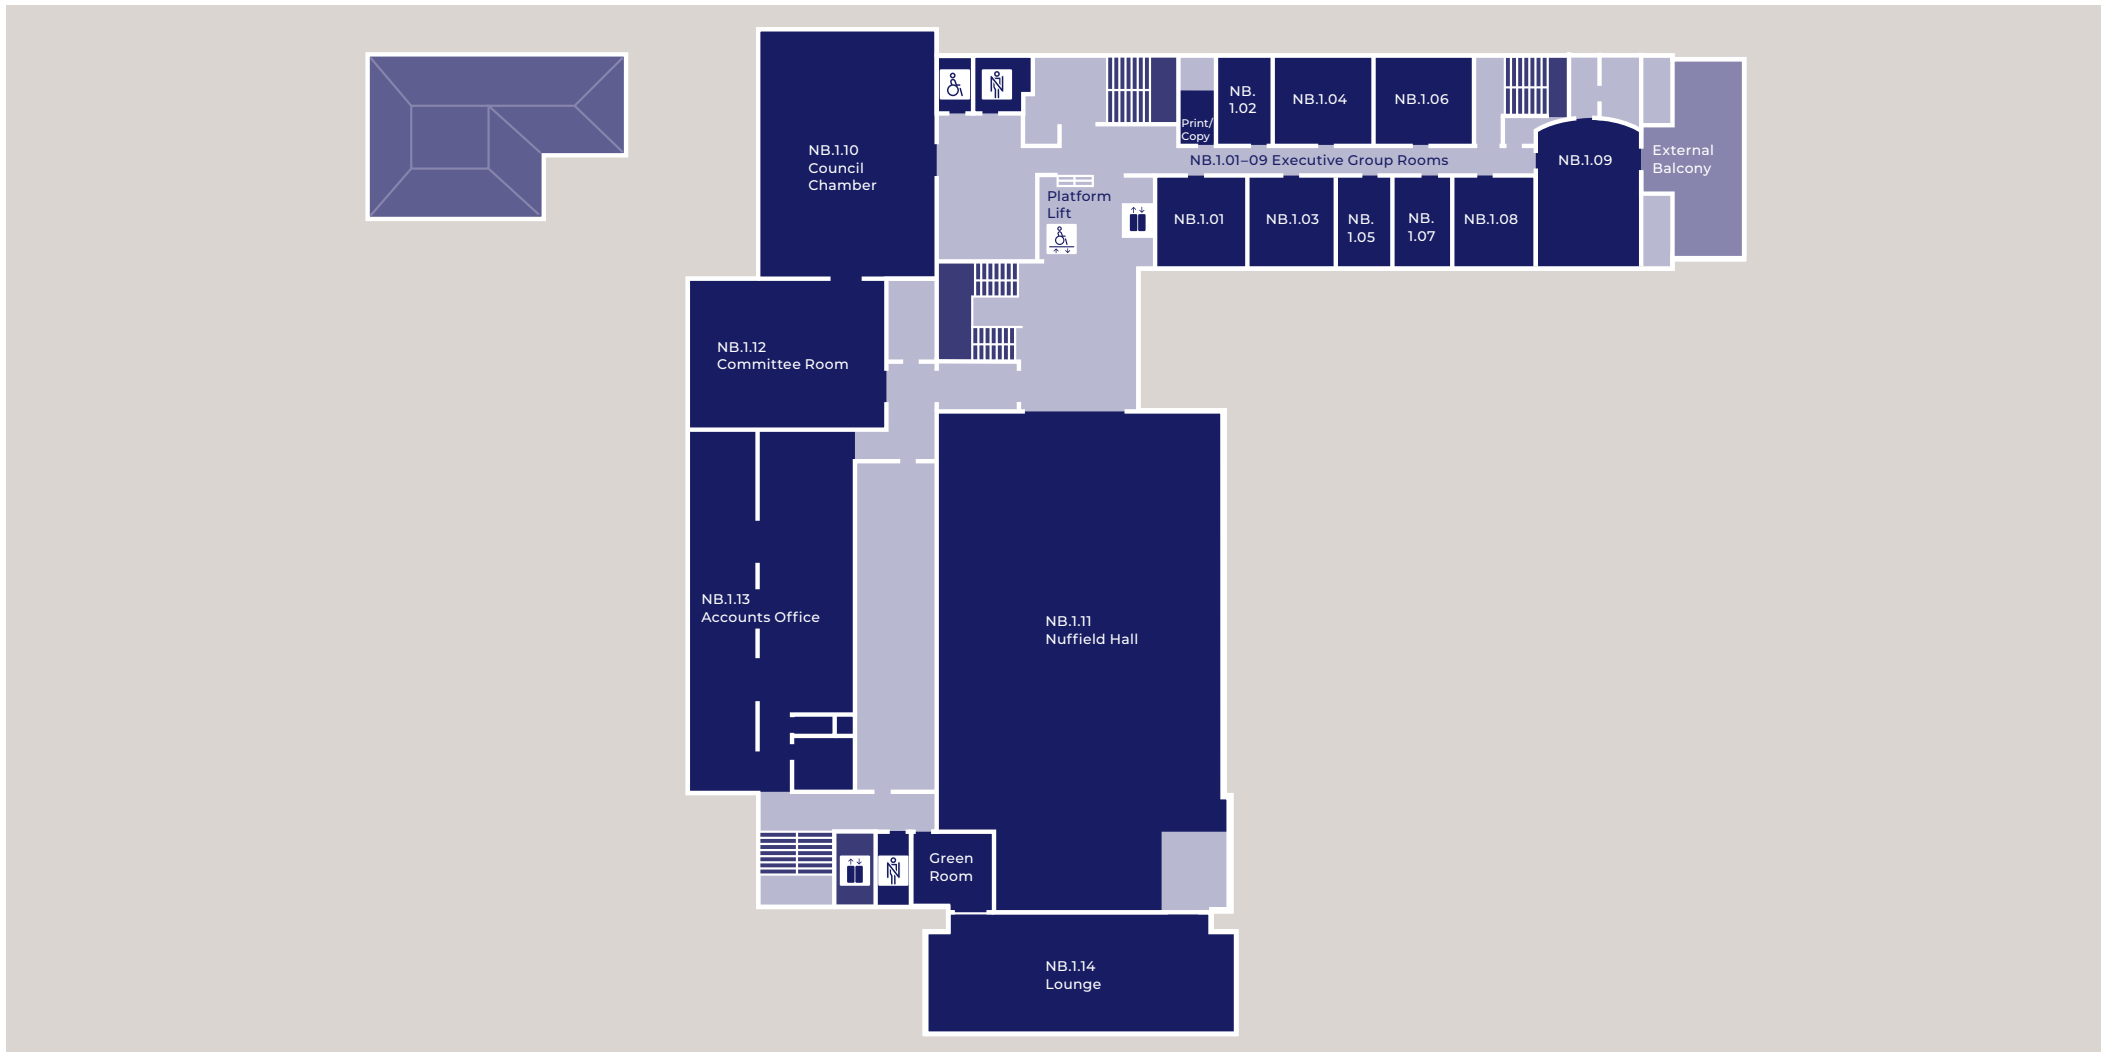 NB.1.10
Council
Chamber
Print/
Copy
NB.
1.02
NB.1.04
NB.1.06
NB.1.01–09 Executive Group Rooms
NB.1.09
External
Balcony
Platform
Lift
NB.1.01
NB.1.03
NB.
1.05
NB.
1.07
NB.1.08
NB.1.12
Committee Room
NB.1.13
Accounts Office
NB.1.11
Nuffield Hall
Green
Room
NB.1.14
Lounge